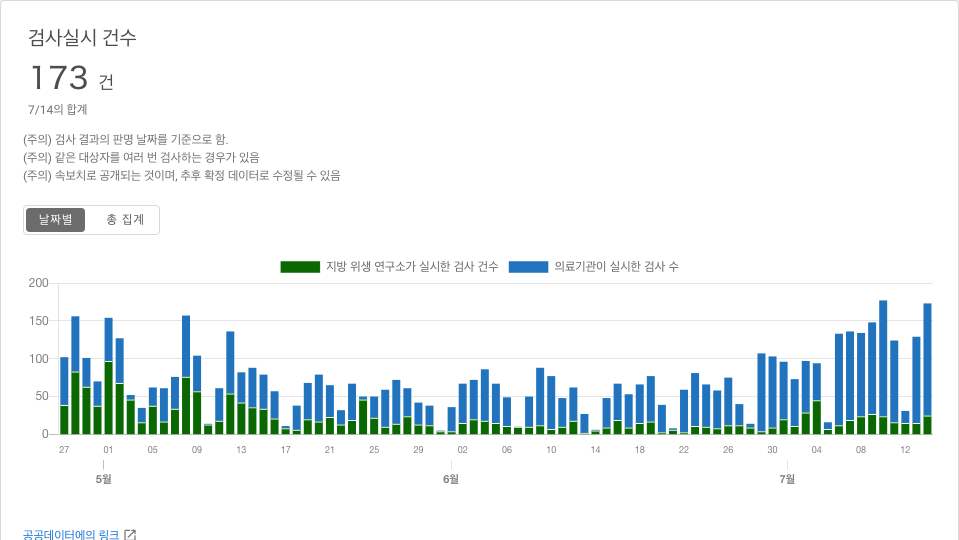 검사실시 건수
173 건
7/14의 합계
(주의) 검사 결과의 판명 날짜를 기준으로 함.
(주의) 같은 대상자를 여러 번 검사하는 경우가 있음
(주의) 속보치로 공개되는 것이며, 추후 확정 데이터로 수정될 수 있음
날짜별 총 집계
지방 위생 연구소가 실시한 검사 건수 의료기관이 실시한 검사 수
200
150
100
50
0
27 01 05 09 13 17 21 25 29 02 06 10 14 18 22 26 30 04 08 12
5월 6월 7월
공공데이터에의 링크